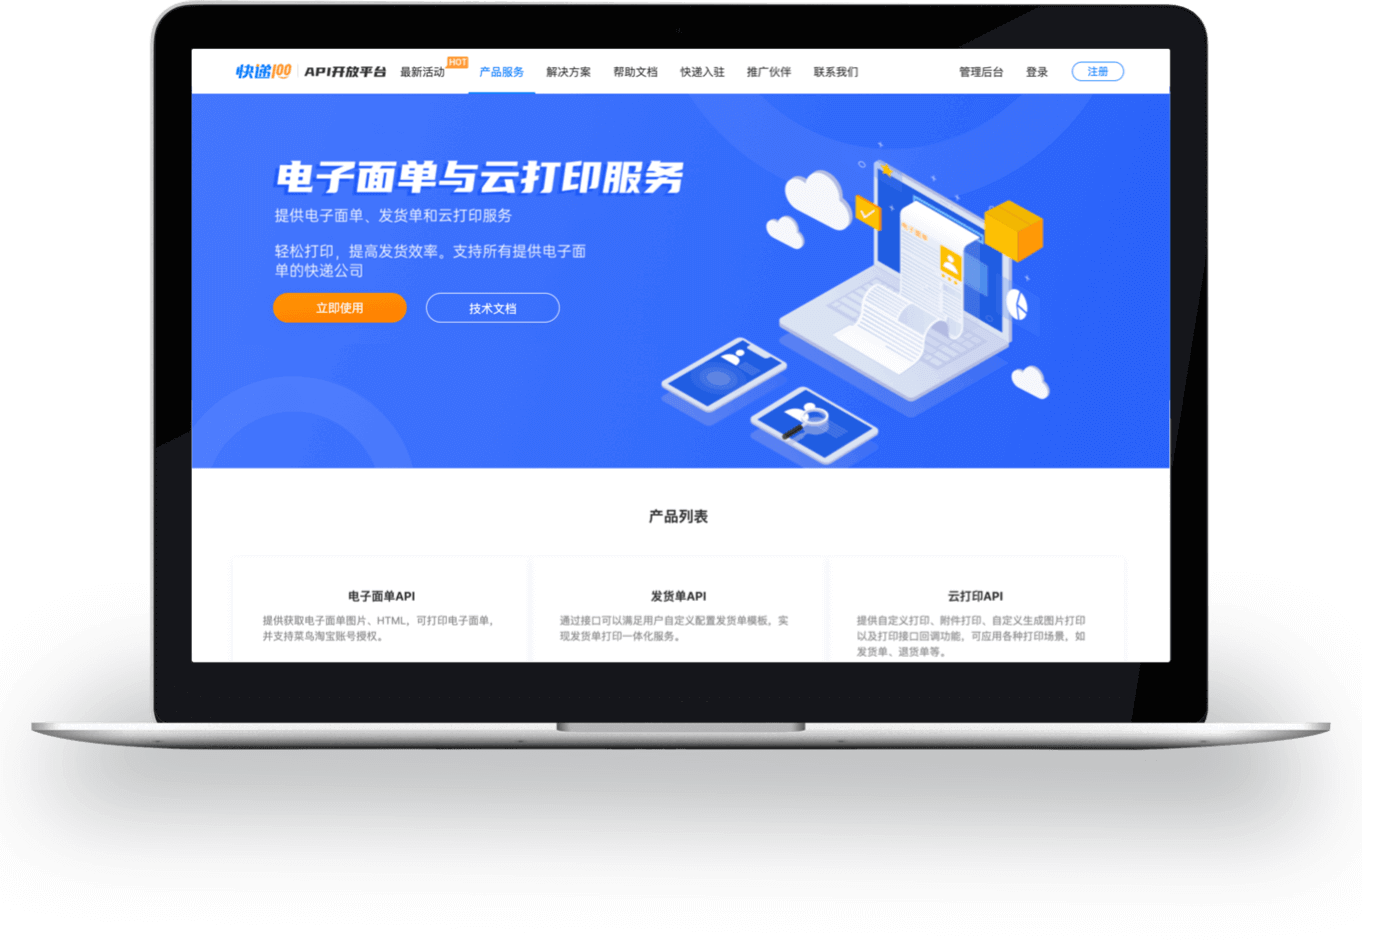 快递100 API开放平台 最新活动 HOT 产品服务 解决方案 帮助文档 快递入驻 推广伙伴 联系我们 管理后台 登录 注册
电子面单与云打印服务
提供电子面单、发货单和云打印服务
轻松打印，提高发货效率。支持所有提供电子面
单的快递公司
立即使用 技术文档
电子面单
产品列表
电子面单API
提供获取电子面单图片、HTML，可打印电子面单，
并支持菜鸟淘宝账号授权。
发货单API
通过接口可以满足用户自定义配置发货单模板，实
现发货单打印一体化服务。
云打印API
提供自定义打印、附件打印、自定义生成图片打印
以及打印接口回调功能，可应用各种打印场景，如
发货单、退货单等。